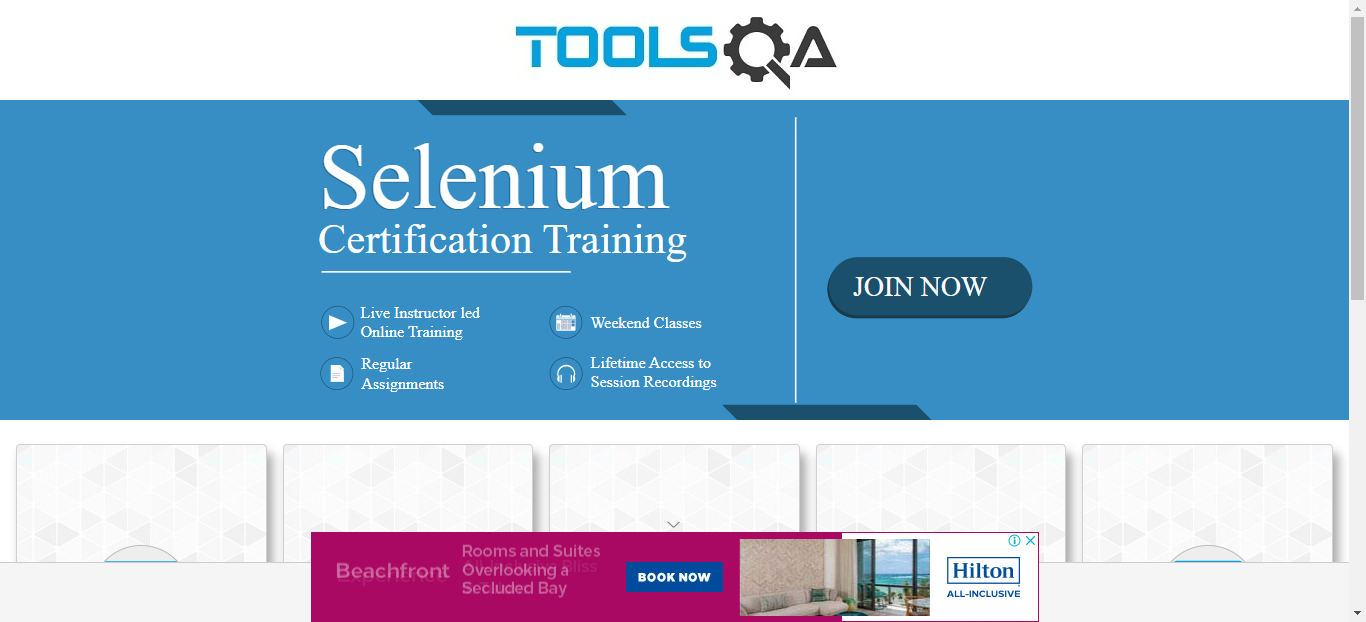 TOOLSQA
Selenium
Certification Training
Live Instructor led
Online Training
Weekend Classes
Regular
Assignments
Lifetime Access to
Session Recordings
JOIN NOW
Beachfront
Rooms and Suites
Overlooking a
Secluded Bay
BOOK NOW
Hilton
ALL-INCLUSIVE